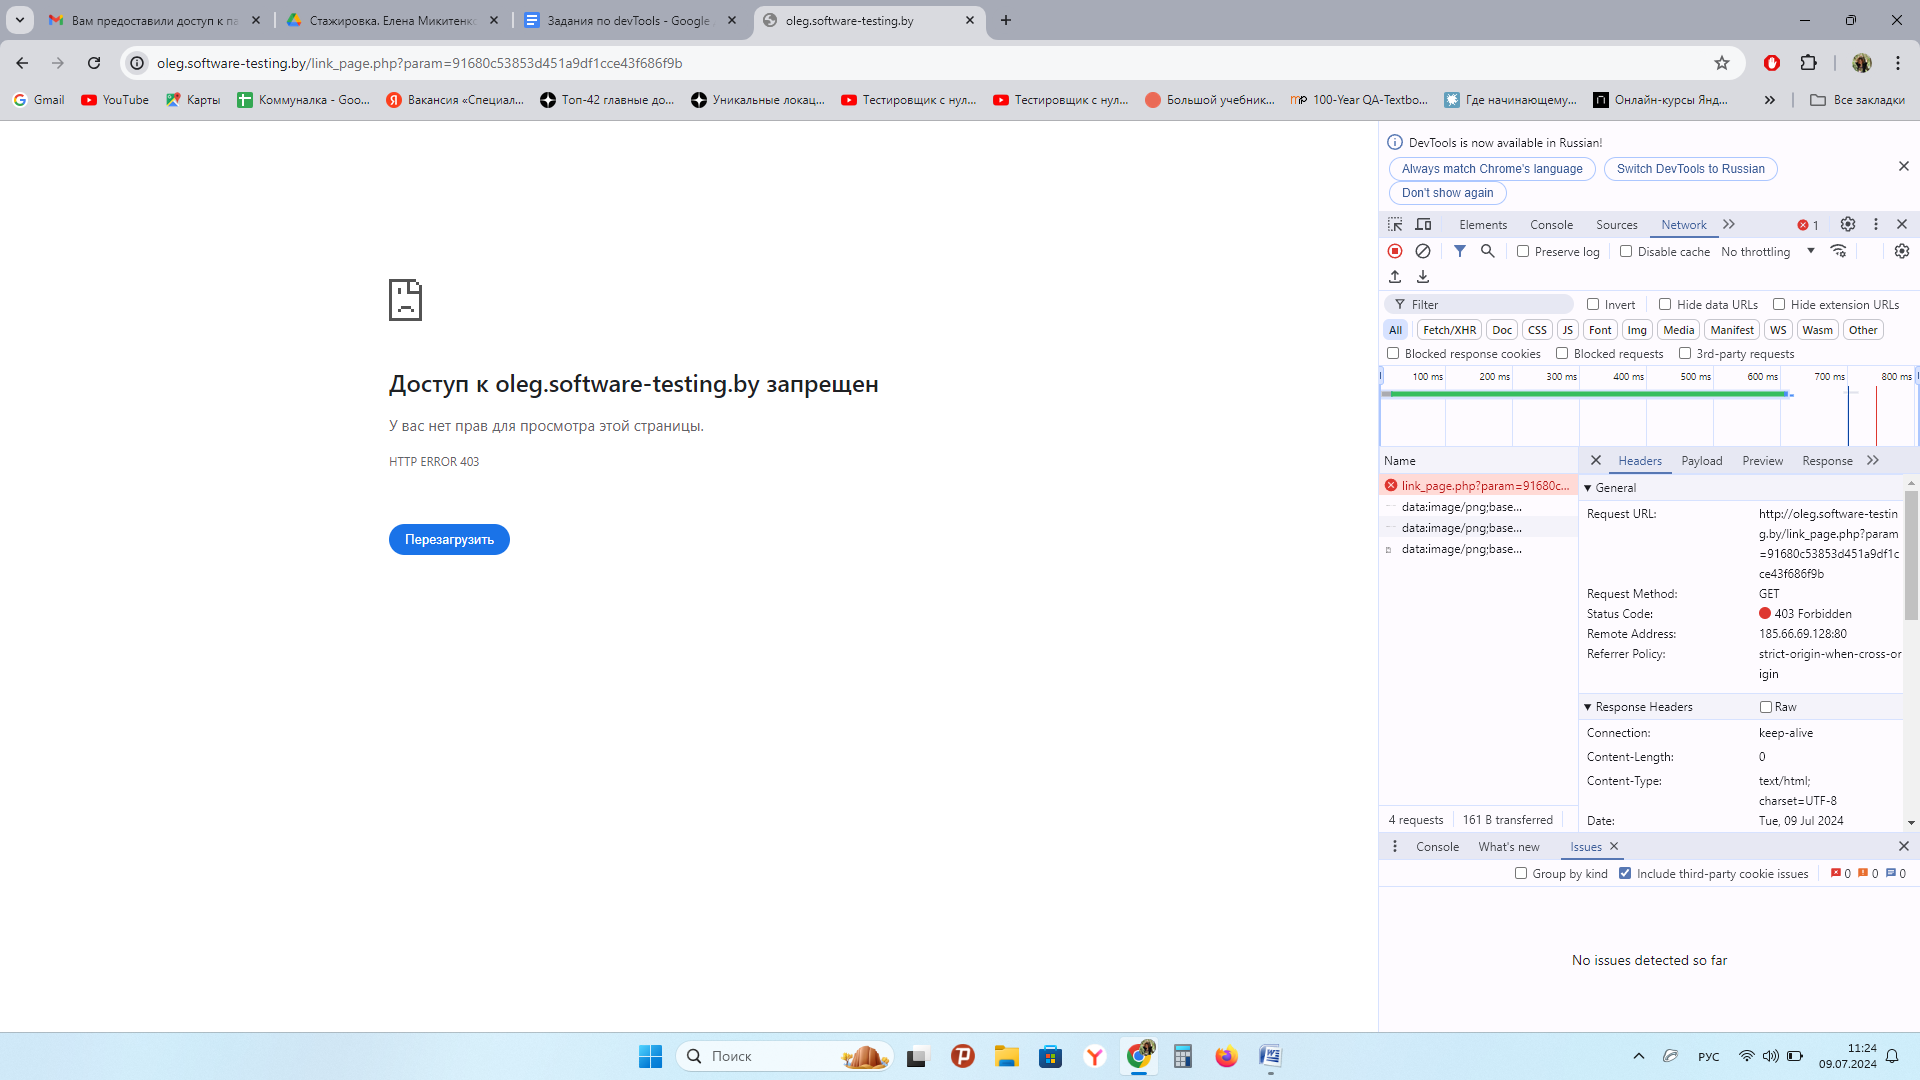 Вам предоставили доступ к па
Стажировка. Елена Микитенко
Задания по devTools - Google
oleg.software-testing.by
oleg.software-testing.by/link_page.php?param=91680c53853d451a9df1cce43f686f9b
Gmail
YouTube
Карты
Коммуналка - Goo...
Вакансия «Специал...
Топ-42 главные до...
Уникальные локац...
Тестировщик с нул...
Тестировщик с нул...
Большой учебник...
100-Year QA-Textbo...
Где начинающему...
Онлайн-курсы Янд...
Все закладки
Доступ к oleg.software-testing.by запрещен
У вас нет прав для просмотра этой страницы.
HTTP ERROR 403
Перезагрузить
DevTools is now available in Russian!
Always match Chrome's language
Switch DevTools to Russian
Don't show again
Elements
Console
Sources
Network
1
Preserve log
Disable cache
No throttling
Filter
Invert
Hide data URLs
Hide extension URLs
All
Fetch/XHR
Doc
CSS
JS
Font
Img
Media
Manifest
WS
Wasm
Other
Blocked response cookies
Blocked requests
3rd-party requests
100 ms
200 ms
300 ms
400 ms
500 ms
600 ms
700 ms
800 ms
Name
link_page.php?param=91680c...
data:image/png;base...
data:image/png;base...
data:image/png;base...
Headers
Payload
Preview
Response
General
Request URL:
http://oleg.software-testin
g.by/link_page.php?param
=91680c53853d451a9df1c
ce43f686f9b
Request Method:
GET
Status Code:
403 Forbidden
Remote Address:
185.66.69.128:80
Referrer Policy:
strict-origin-when-cross-or
igin
Response Headers
Raw
Connection:
keep-alive
Content-Length:
0
Content-Type:
text/html;
charset=UTF-8
Date:
Tue, 09 Jul 2024
4 requests
161 B transferred
Console
What's new
Issues
Group by kind
Include third-party cookie issues
0
0
0
No issues detected so far
Поиск
РУС
11:24
09.07.2024